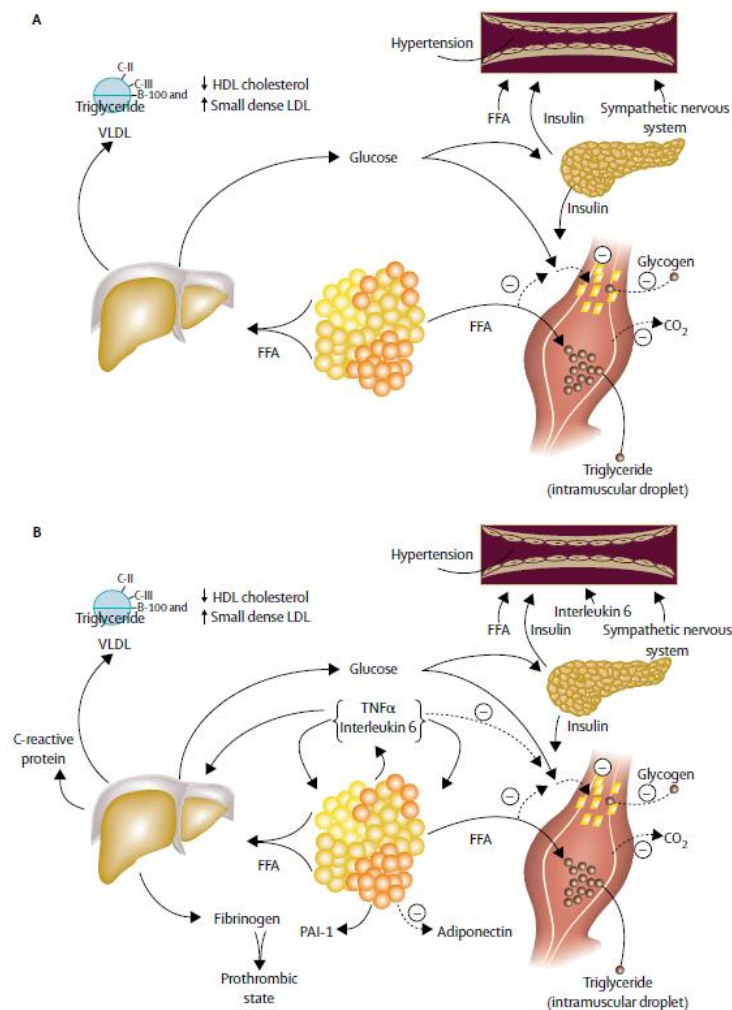 A
Hypertension
C-II
C-III
B-100 and
Triglyceride
VLDL
↓ HDL cholesterol
↑ Small dense LDL
FFA
Insulin
Sympathetic nervous
system
Glucose
Insulin
−
Glycogen
−
−
FFA
FFA
CO2
−
Triglyceride
(intramuscular droplet)
B
Hypertension
C-II
C-III
B-100 and
Triglyceride
VLDL
↓ HDL cholesterol
↑ Small dense LDL
Interleukin 6
FFA
Insulin
Sympathetic nervous
system
Glucose
TNFα
Interleukin 6
−
Insulin
C-reactive
protein
−
Glycogen
−
−
FFA
FFA
CO2
−
Fibrinogen
PAI-1
−
Adiponectin
Prothrombic
state
Triglyceride
(intramuscular droplet)